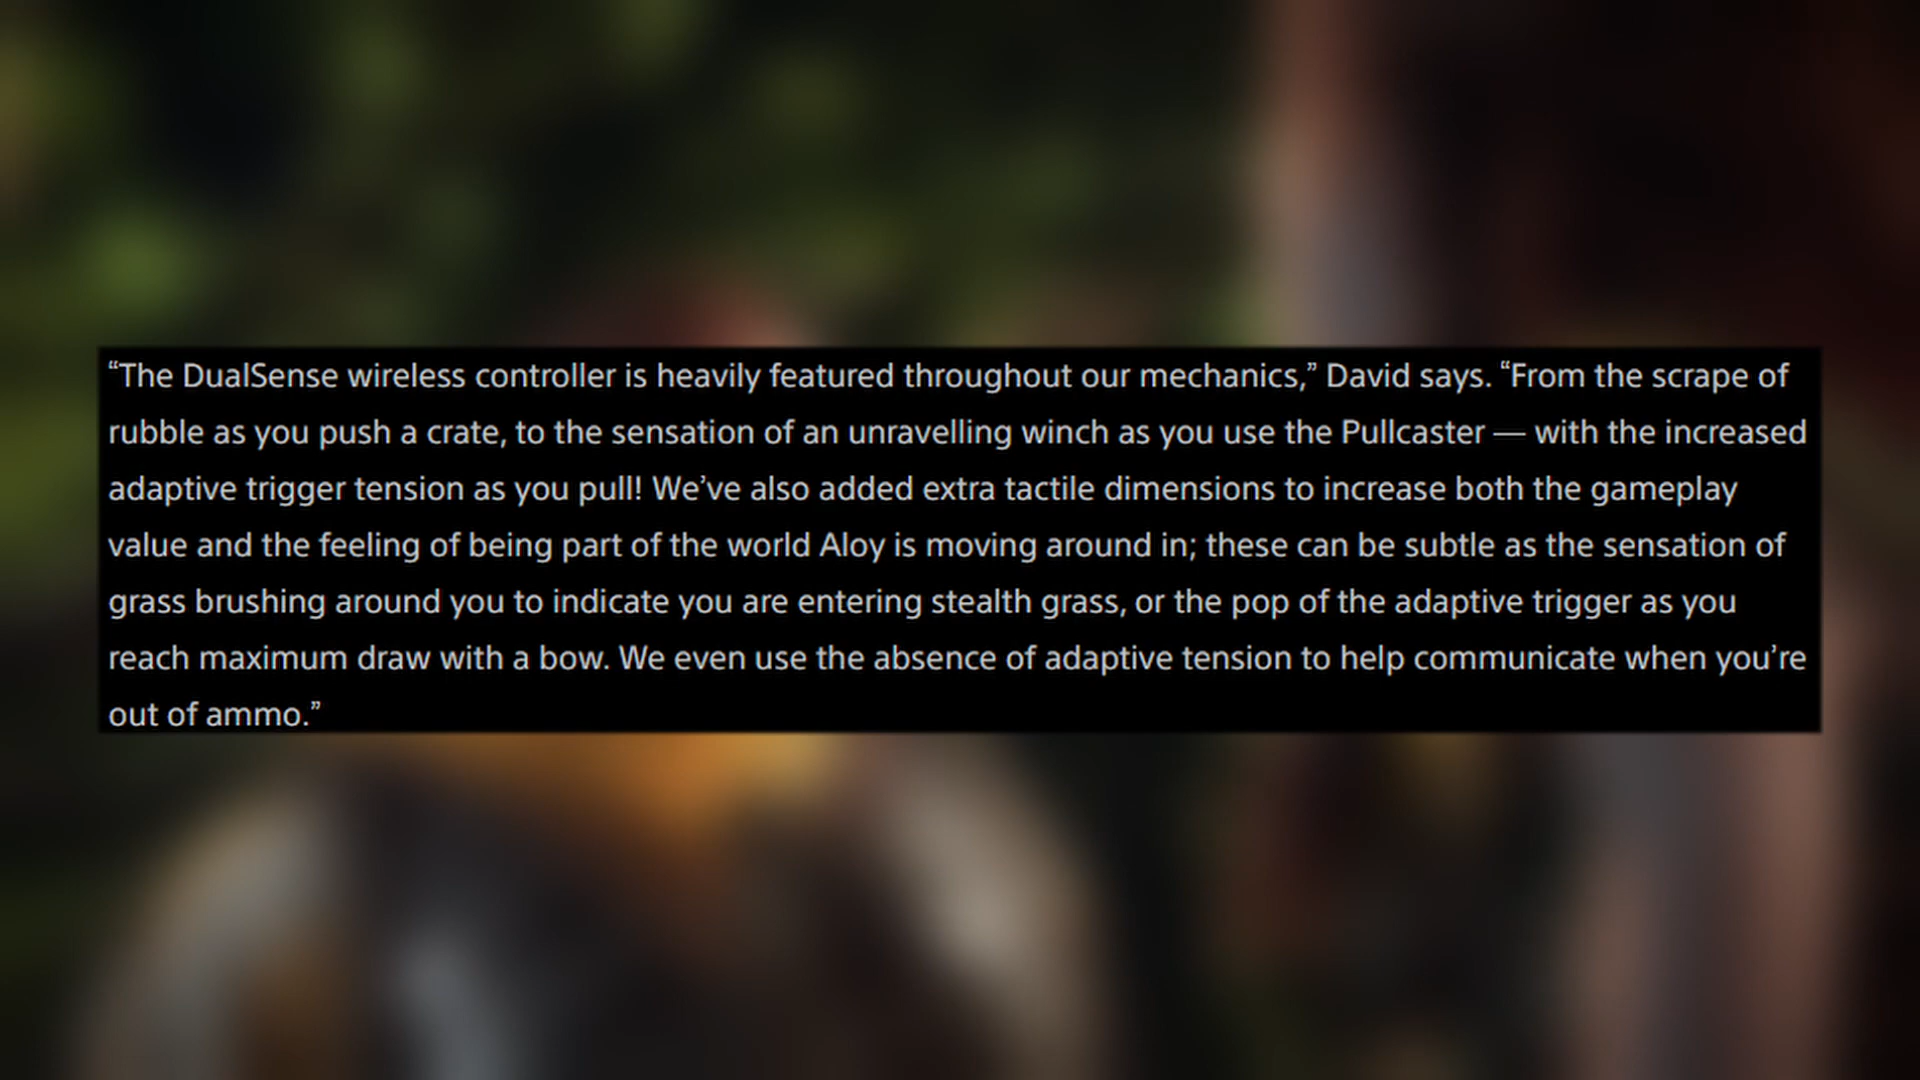 “The DualSense wireless controller is heavily featured throughout our mechanics,” David says. “From the scrape of
rubble as you push a crate, to the sensation of an unravelling winch as you use the Pullcaster — with the increased
adaptive trigger tension as you pull! We’ve also added extra tactile dimensions to increase both the gameplay
value and the feeling of being part of the world Aloy is moving around in; these can be subtle as the sensation of
grass brushing around you to indicate you are entering stealth grass, or the pop of the adaptive trigger as you
reach maximum draw with a bow. We even use the absence of adaptive tension to help communicate when you’re
out of ammo.”